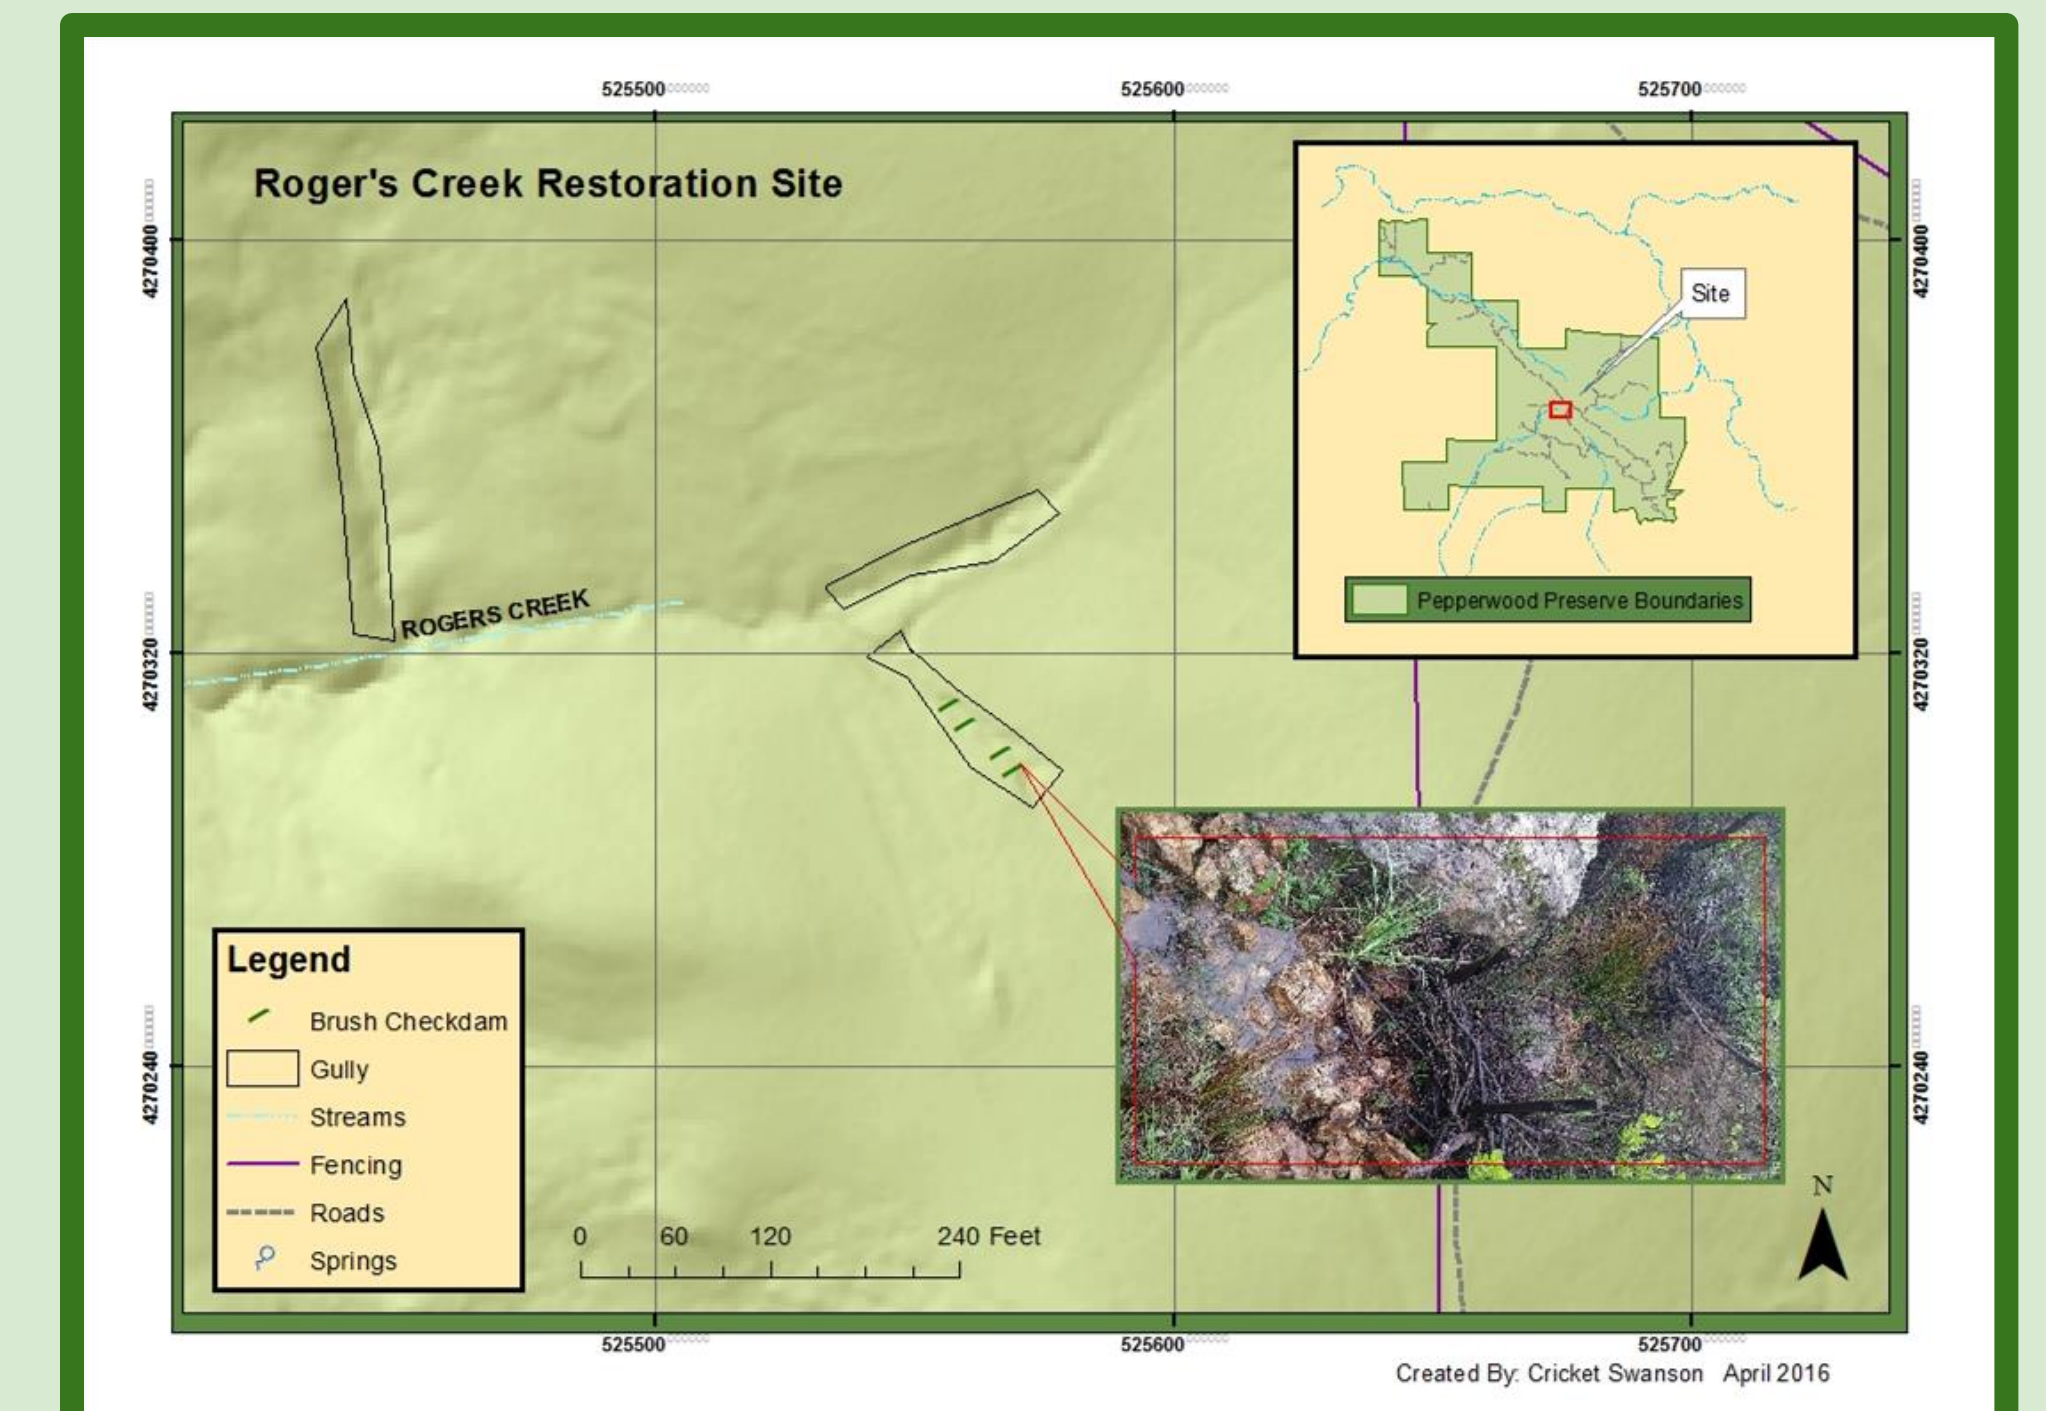 525500 525600 525700
Roger's Creek Restoration Site
4270400
4270400
Site
Pepperwood Preserve Boundaries
ROGERS CREEK
4270320
4270320
Legend
Brush Checkdam
Gully
Streams
Fencing
Roads
Springs
4270240
4270240
0 60 120 240 Feet
N
525500 525600 525700
Created By: Cricket Swanson April 2016